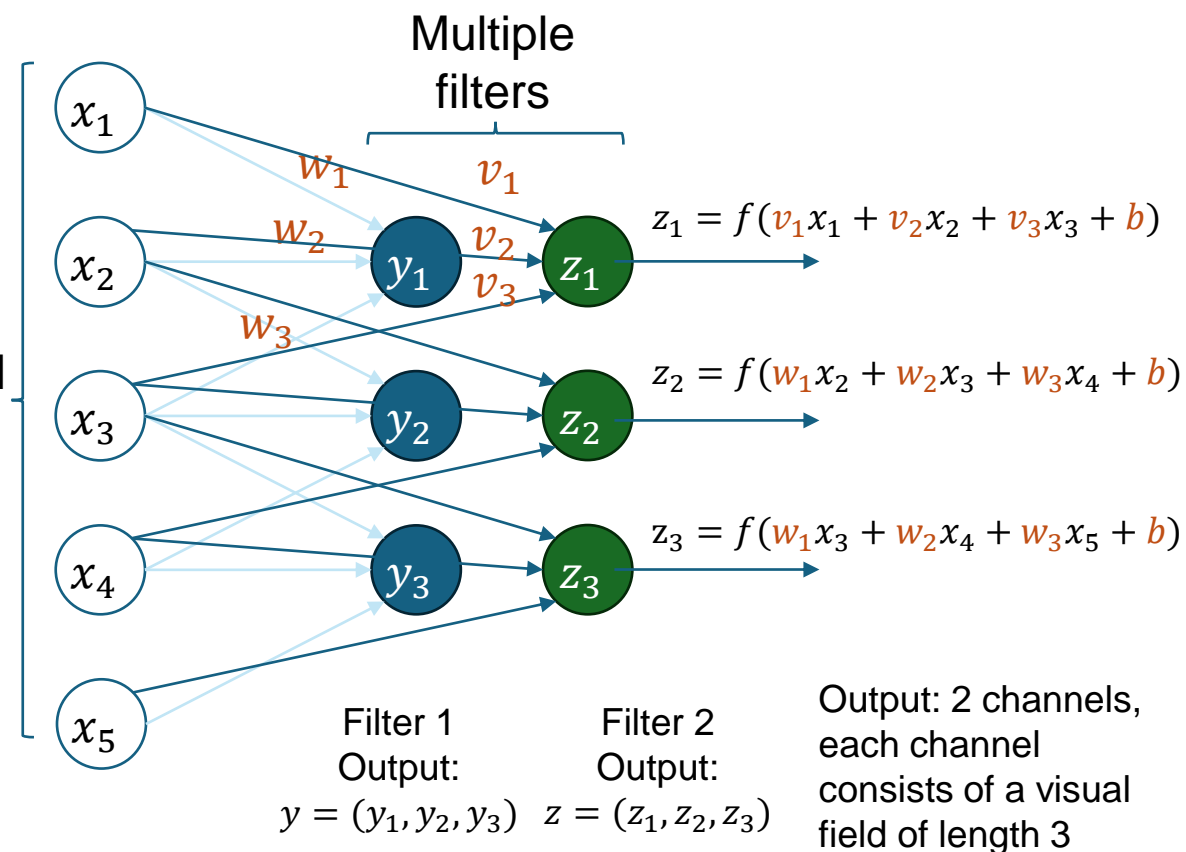 Multiple
filters
x₁
w₁
v₁
z₁ = f(v₁x₁ + v₂x₂ + v₃x₃ + b)
x₂
w₂
y₁
v₂
z₁
v₃
w₃
z₂ = f(w₁x₂ + w₂x₃ + w₃x₄ + b)
x₃
y₂
z₂
z₃ = f(w₁x₃ + w₂x₄ + w₃x₅ + b)
x₄
y₃
z₃
x₅
Filter 1
Output:
y = (y₁, y₂, y₃)
Filter 2
Output:
z = (z₁, z₂, z₃)
Output: 2 channels,
each channel
consists of a visual
field of length 3